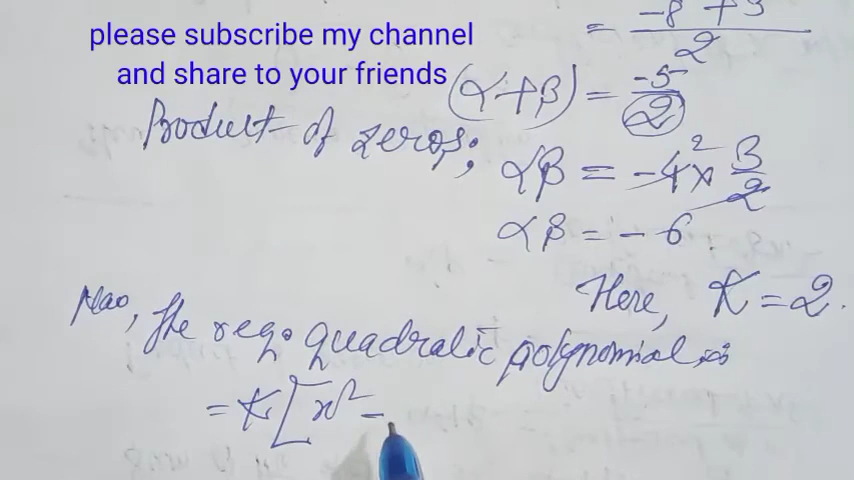 please subscribe my channel
and share to your friends
= -8 + 3 / 2
(α+β) = -5 / 2
Product of zeros; αβ = -4² × 3 / 2
αβ = -6
Here, K = 2.
Now, the req. quadratic polynomial is
= K[x² -